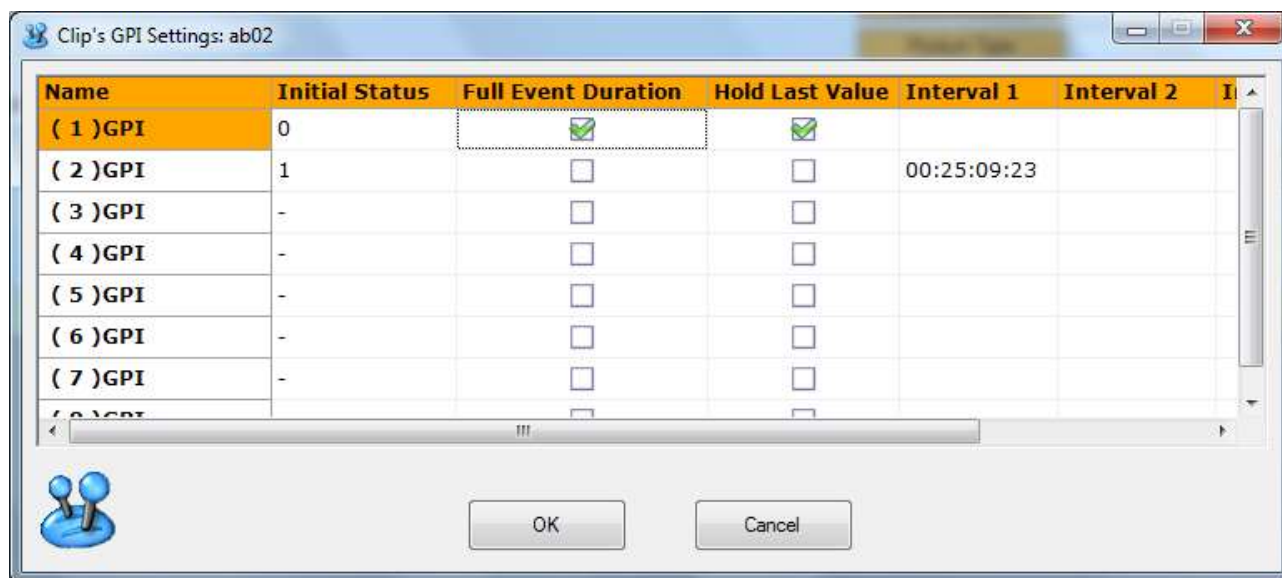 Clip's GPI Settings: ab02
Name Initial Status Full Event Duration Hold Last Value Interval 1 Interval 2
( 1 )GPI 0
( 2 )GPI 1 00:25:09:23
( 3 )GPI -
( 4 )GPI -
( 5 )GPI -
( 6 )GPI -
( 7 )GPI -
OK Cancel